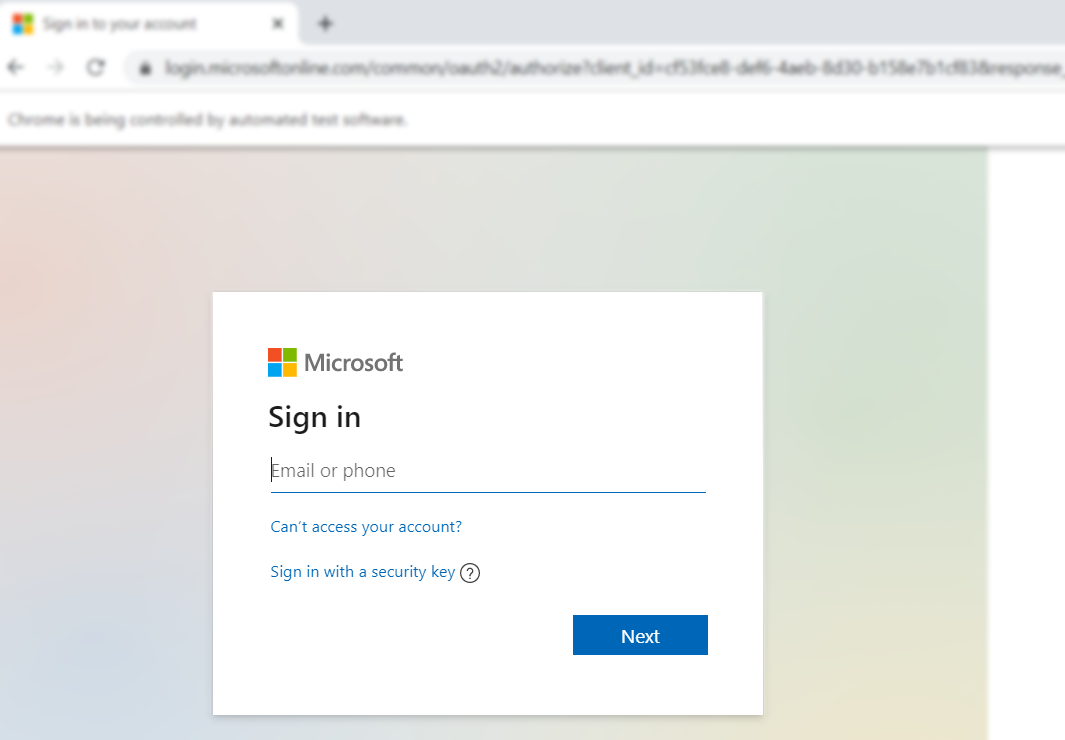 Sign in to your account
login.microsoftonline.com/common/oauth2/authorize?client_id=cf53fce8-def6-4aeb-8d30-b158e7b1cf83&response_
Chrome is being controlled by automated test software.
Microsoft
Sign in
Email or phone
Can't access your account?
Sign in with a security key ?
Next